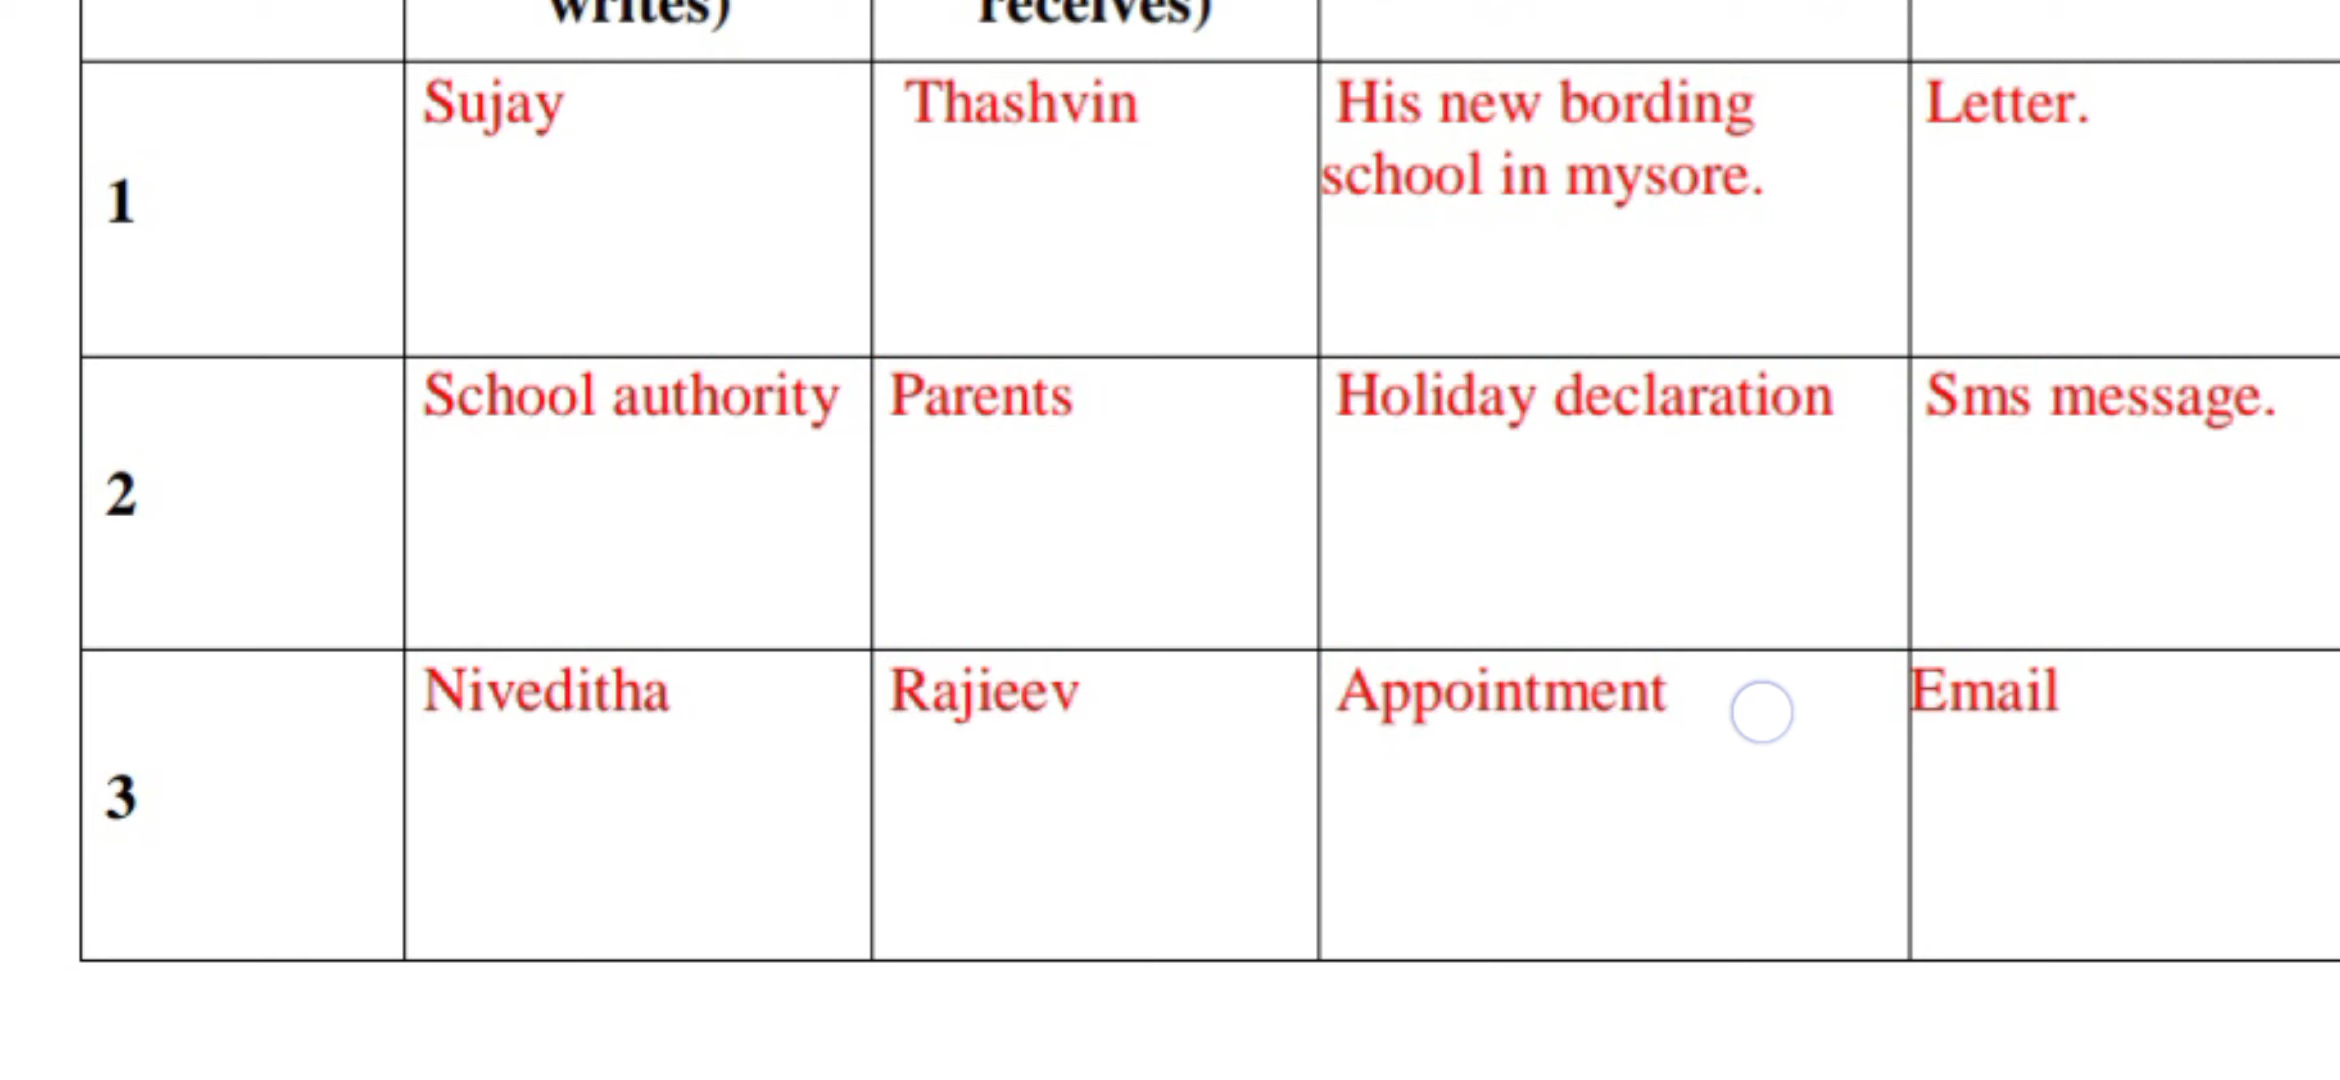 writes) receives)
Sujay Thashvin His new bording Letter.
school in mysore.
1
School authority Parents Holiday declaration Sms message.
2
Niveditha Rajieev Appointment Email
3